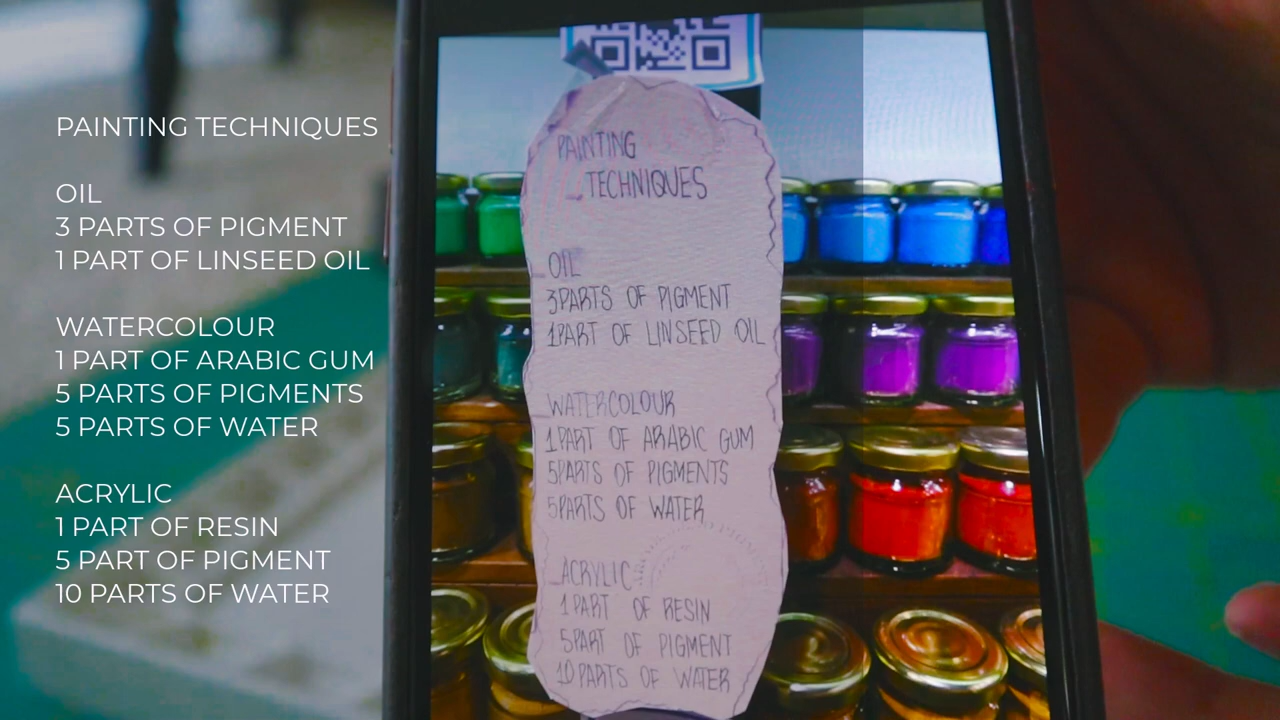 PAINTING TECHNIQUES
OIL
3 PARTS OF PIGMENT
1 PART OF LINSEED OIL
WATERCOLOUR
1 PART OF ARABIC GUM
5 PARTS OF PIGMENTS
5 PARTS OF WATER
ACRYLIC
1 PART OF RESIN
5 PART OF PIGMENT
10 PARTS OF WATER
PAINTING
TECHNIQUES
OIL
3PARTS OF PIGMENT
1PART OF LINSEED OIL
WATERCOLOUR
1PART OF ARABIC GUM
5PARTS OF PIGMENTS
5PARTS OF WATER
ACRYLIC
1PART OF RESIN
5PART OF PIGMENT
10PARTS OF WATER